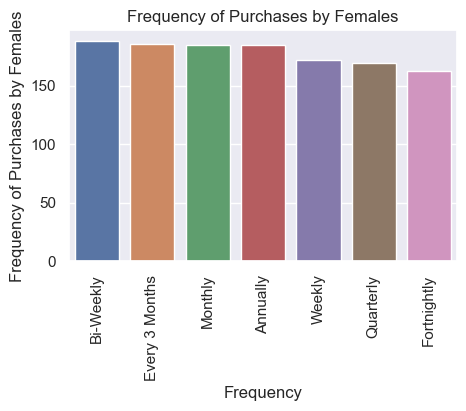 Frequency of Purchases by Females
Frequency of Purchases by Females
150
100
50
0
Bi-Weekly
Every 3 Months
Monthly
Annually
Weekly
Quarterly
Fortnightly
Frequency